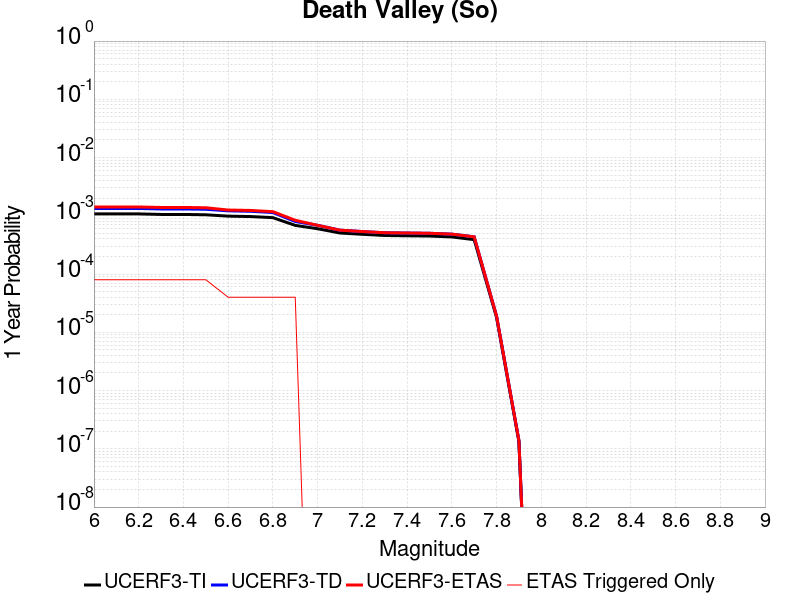 Death Valley (So)
10^0
10^-1
10^-2
10^-3
10^-4
10^-5
10^-6
10^-7
10^-8
1 Year Probability
6 6.2 6.4 6.6 6.8 7 7.2 7.4 7.6 7.8 8 8.2 8.4 8.6 8.8 9
Magnitude
UCERF3-TI UCERF3-TD UCERF3-ETAS ETAS Triggered Only